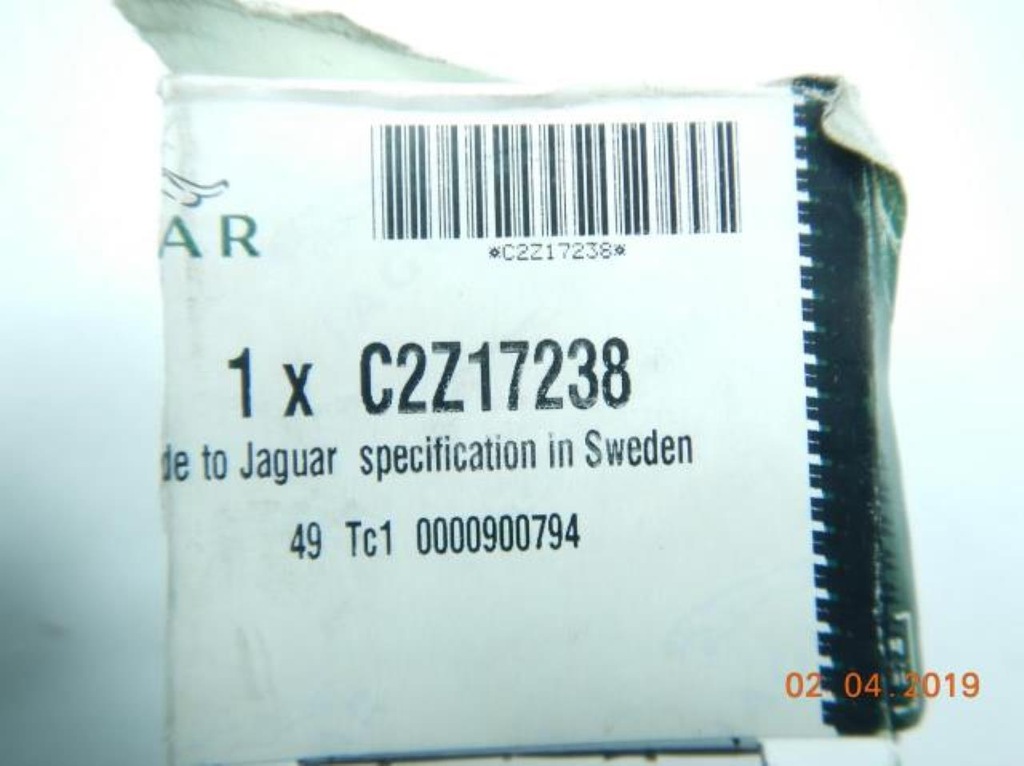 AR
*C2Z17238*
1 x C2Z17238
de to Jaguar specification in Sweden
49 Tc1 0000900794
02.04.2019